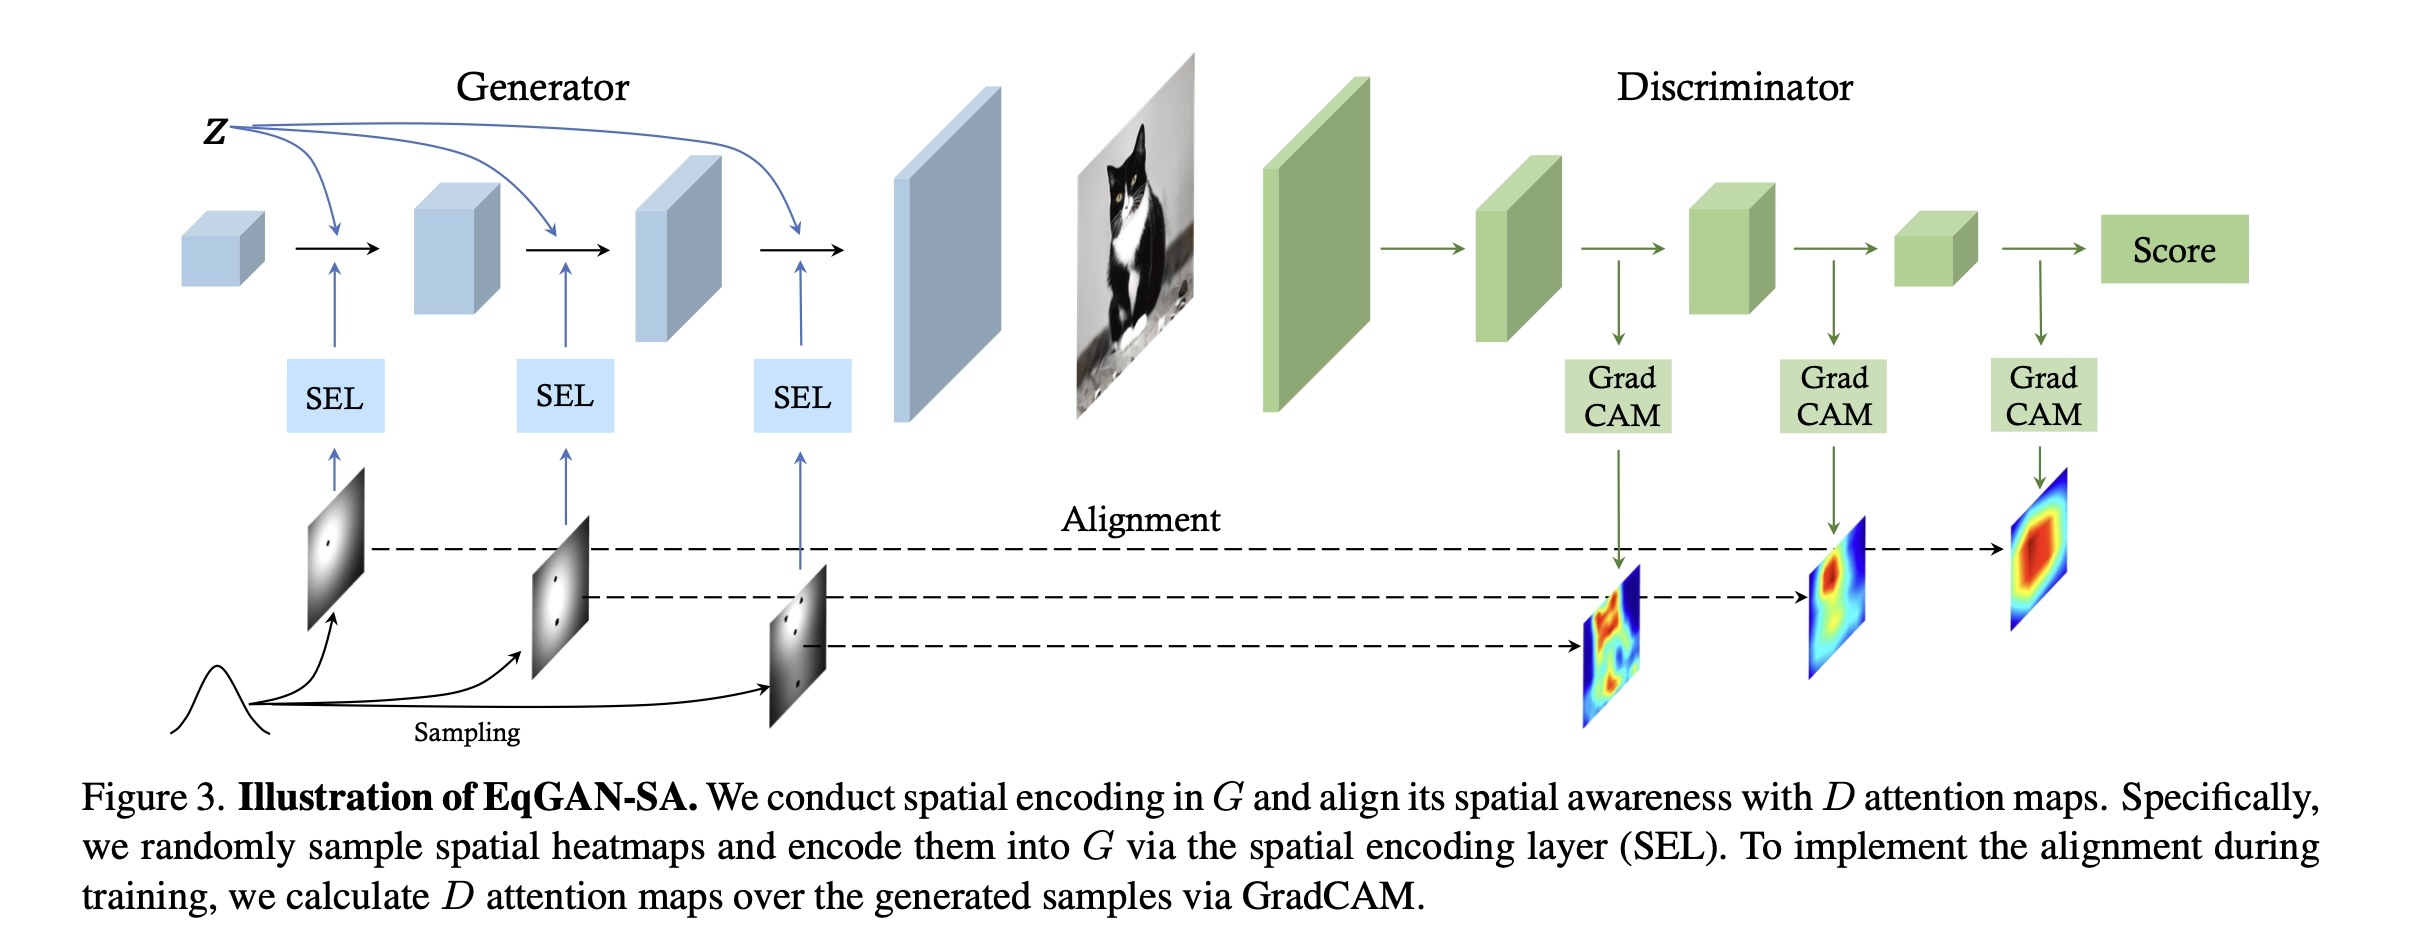 Generator
Discriminator
z
Score
SEL
SEL
SEL
Grad
CAM
Grad
CAM
Grad
CAM
Alignment
Sampling
Figure 3. Illustration of EqGAN-SA. We conduct spatial encoding in G and align its spatial awareness with D attention maps. Specifically,
we randomly sample spatial heatmaps and encode them into G via the spatial encoding layer (SEL). To implement the alignment during
training, we calculate D attention maps over the generated samples via GradCAM.